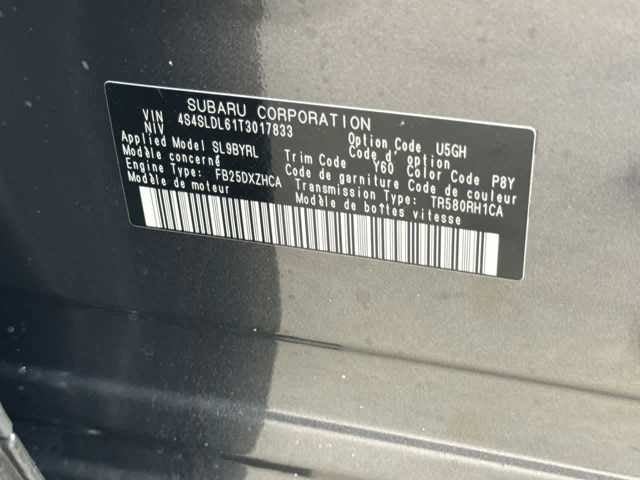 SUBARU CORPORATION
VIN
NIV 4S4SLDL61T3017833
Option Code U5GH
Code d' option
Applied Model SL9BYRL
Modèle concerné
Trim Code Y60 Color Code P8Y
Code de garniture Code de couleur
Engine Type: FB25DXZHCA
Modèle de moteur
Transmission Type: TR580RH1CA
Modèle de boîtes vitesse